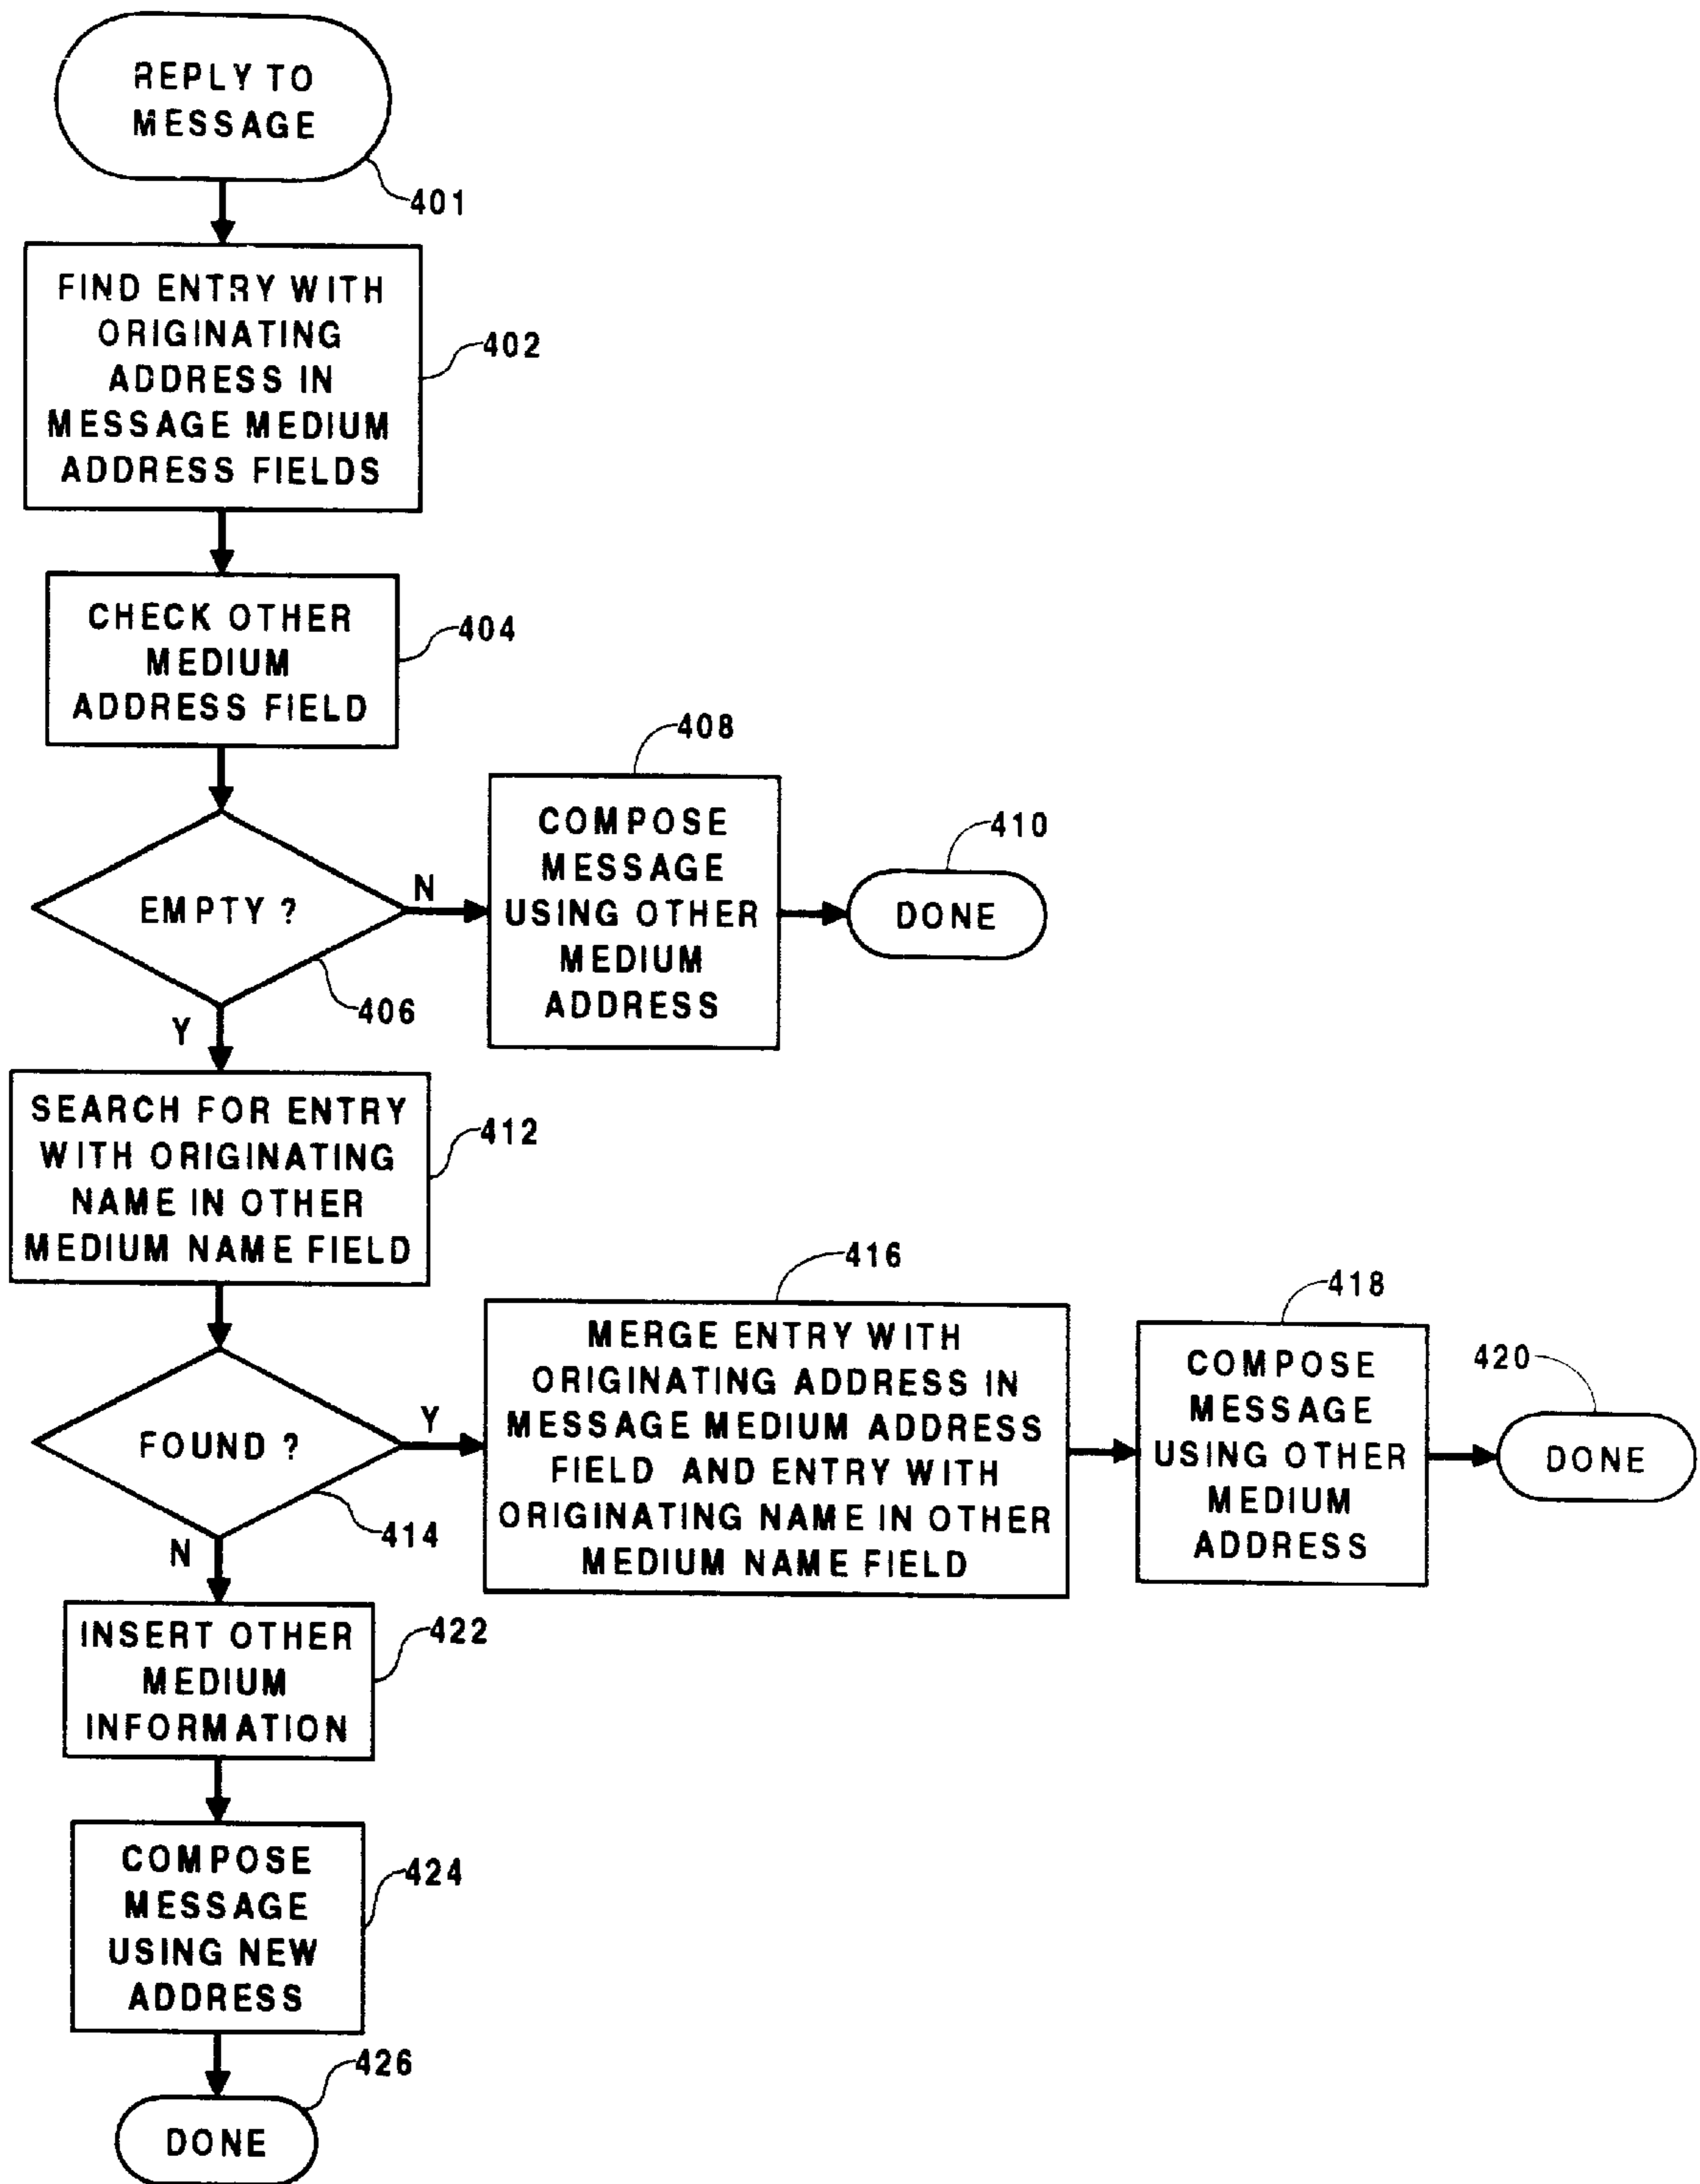 REPLY TO
MESSAGE
401
FIND ENTRY WITH
ORIGINATING
ADDRESS IN
MESSAGE MEDIUM
ADDRESS FIELDS
402
CHECK OTHER
MEDIUM
ADDRESS FIELD
404
EMPTY ?
406
N
Y
408
COMPOSE
MESSAGE
USING OTHER
MEDIUM
ADDRESS
410
DONE
SEARCH FOR ENTRY
WITH ORIGINATING
NAME IN OTHER
MEDIUM NAME FIELD
412
FOUND ?
414
Y
N
416
MERGE ENTRY WITH
ORIGINATING ADDRESS IN
MESSAGE MEDIUM ADDRESS
FIELD AND ENTRY WITH
ORIGINATING NAME IN OTHER
MEDIUM NAME FIELD
418
COMPOSE
MESSAGE
USING OTHER
MEDIUM
ADDRESS
420
DONE
INSERT OTHER
MEDIUM
INFORMATION
422
COMPOSE
MESSAGE
USING NEW
ADDRESS
424
426
DONE